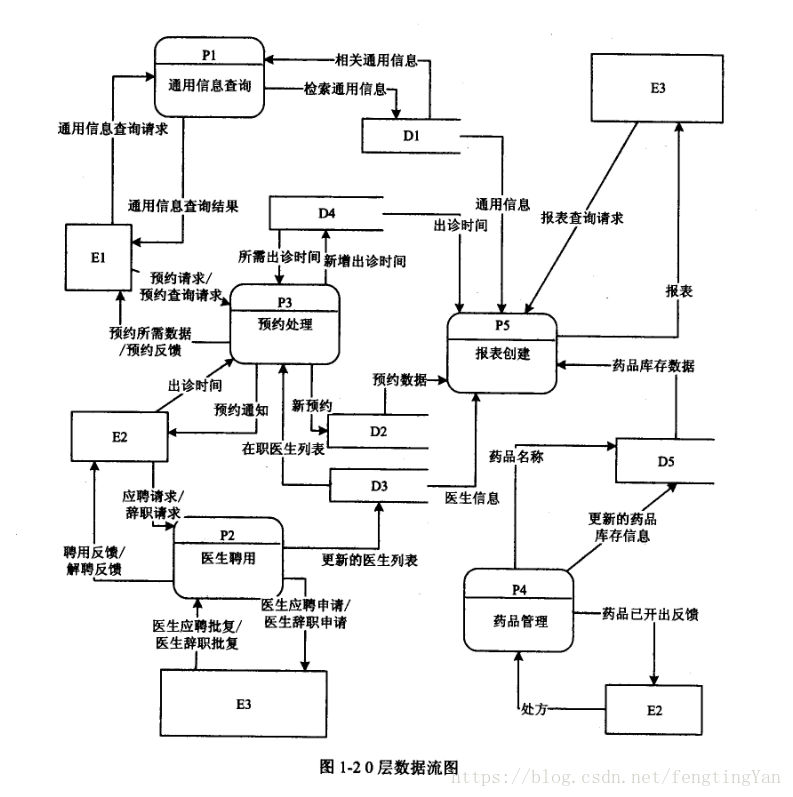 P1
通用信息查询
相关通用信息
检索通用信息
D1
E3
通用信息查询请求
通用信息查询结果
D4
通用信息
出诊时间
报表查询请求
E1
所需出诊时间
新增出诊时间
预约请求/
预约查询请求
P3
预约处理
P5
报表创建
报表
预约所需数据
/预约反馈
药品库存数据
出诊时间
预约数据
预约通知
新预约
E2
D2
在职医生列表
药品名称
D5
D3
医生信息
应聘请求/
辞职请求
更新的药品
库存信息
P2
医生聘用
聘用反馈/
解聘反馈
更新的医生列表
P4
药品管理
医生应聘申请/
医生辞职申请
药品已开出反馈
医生应聘批复/
医生辞职批复
E3
处方
E2
图 1-2 0 层数据流图
https://blog.csdn.net/fengtingYan